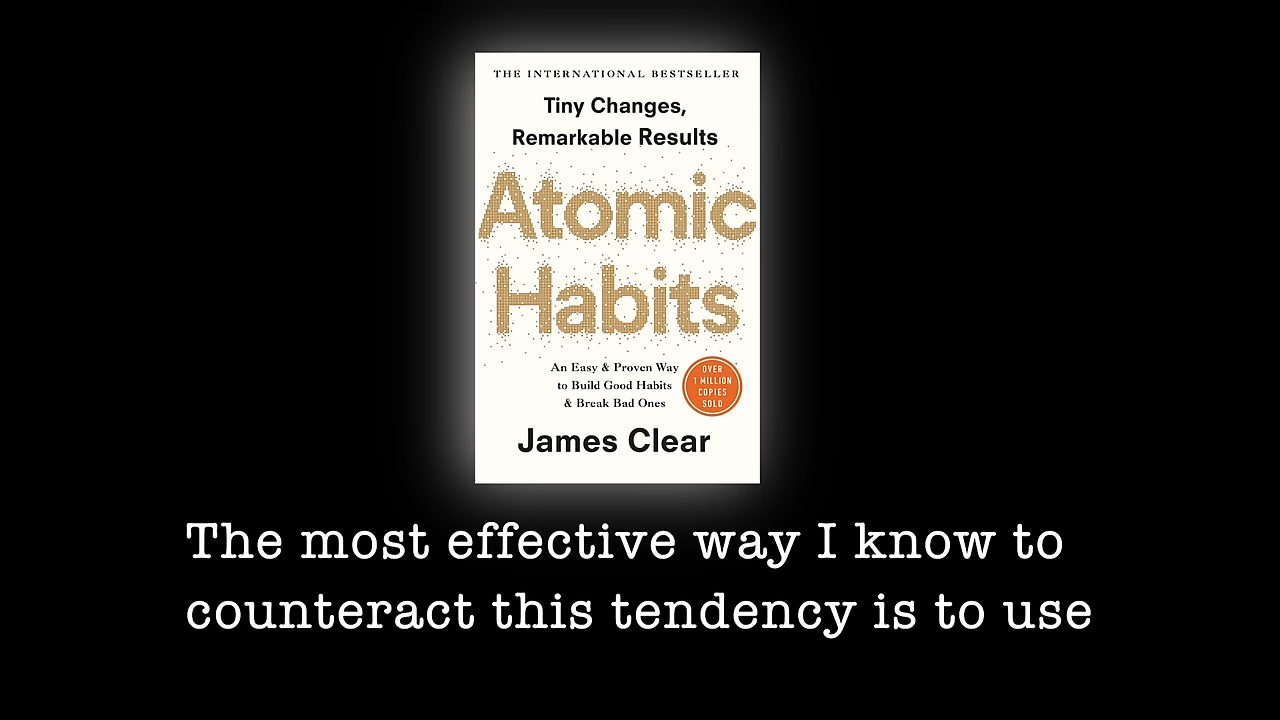 THE INTERNATIONAL BESTSELLER
Tiny Changes,
Remarkable Results
Atomic
Habits
An Easy & Proven Way
to Build Good Habits
& Break Bad Ones
OVER
1 MILLION
COPIES
SOLD
James Clear
The most effective way I know to
counteract this tendency is to use